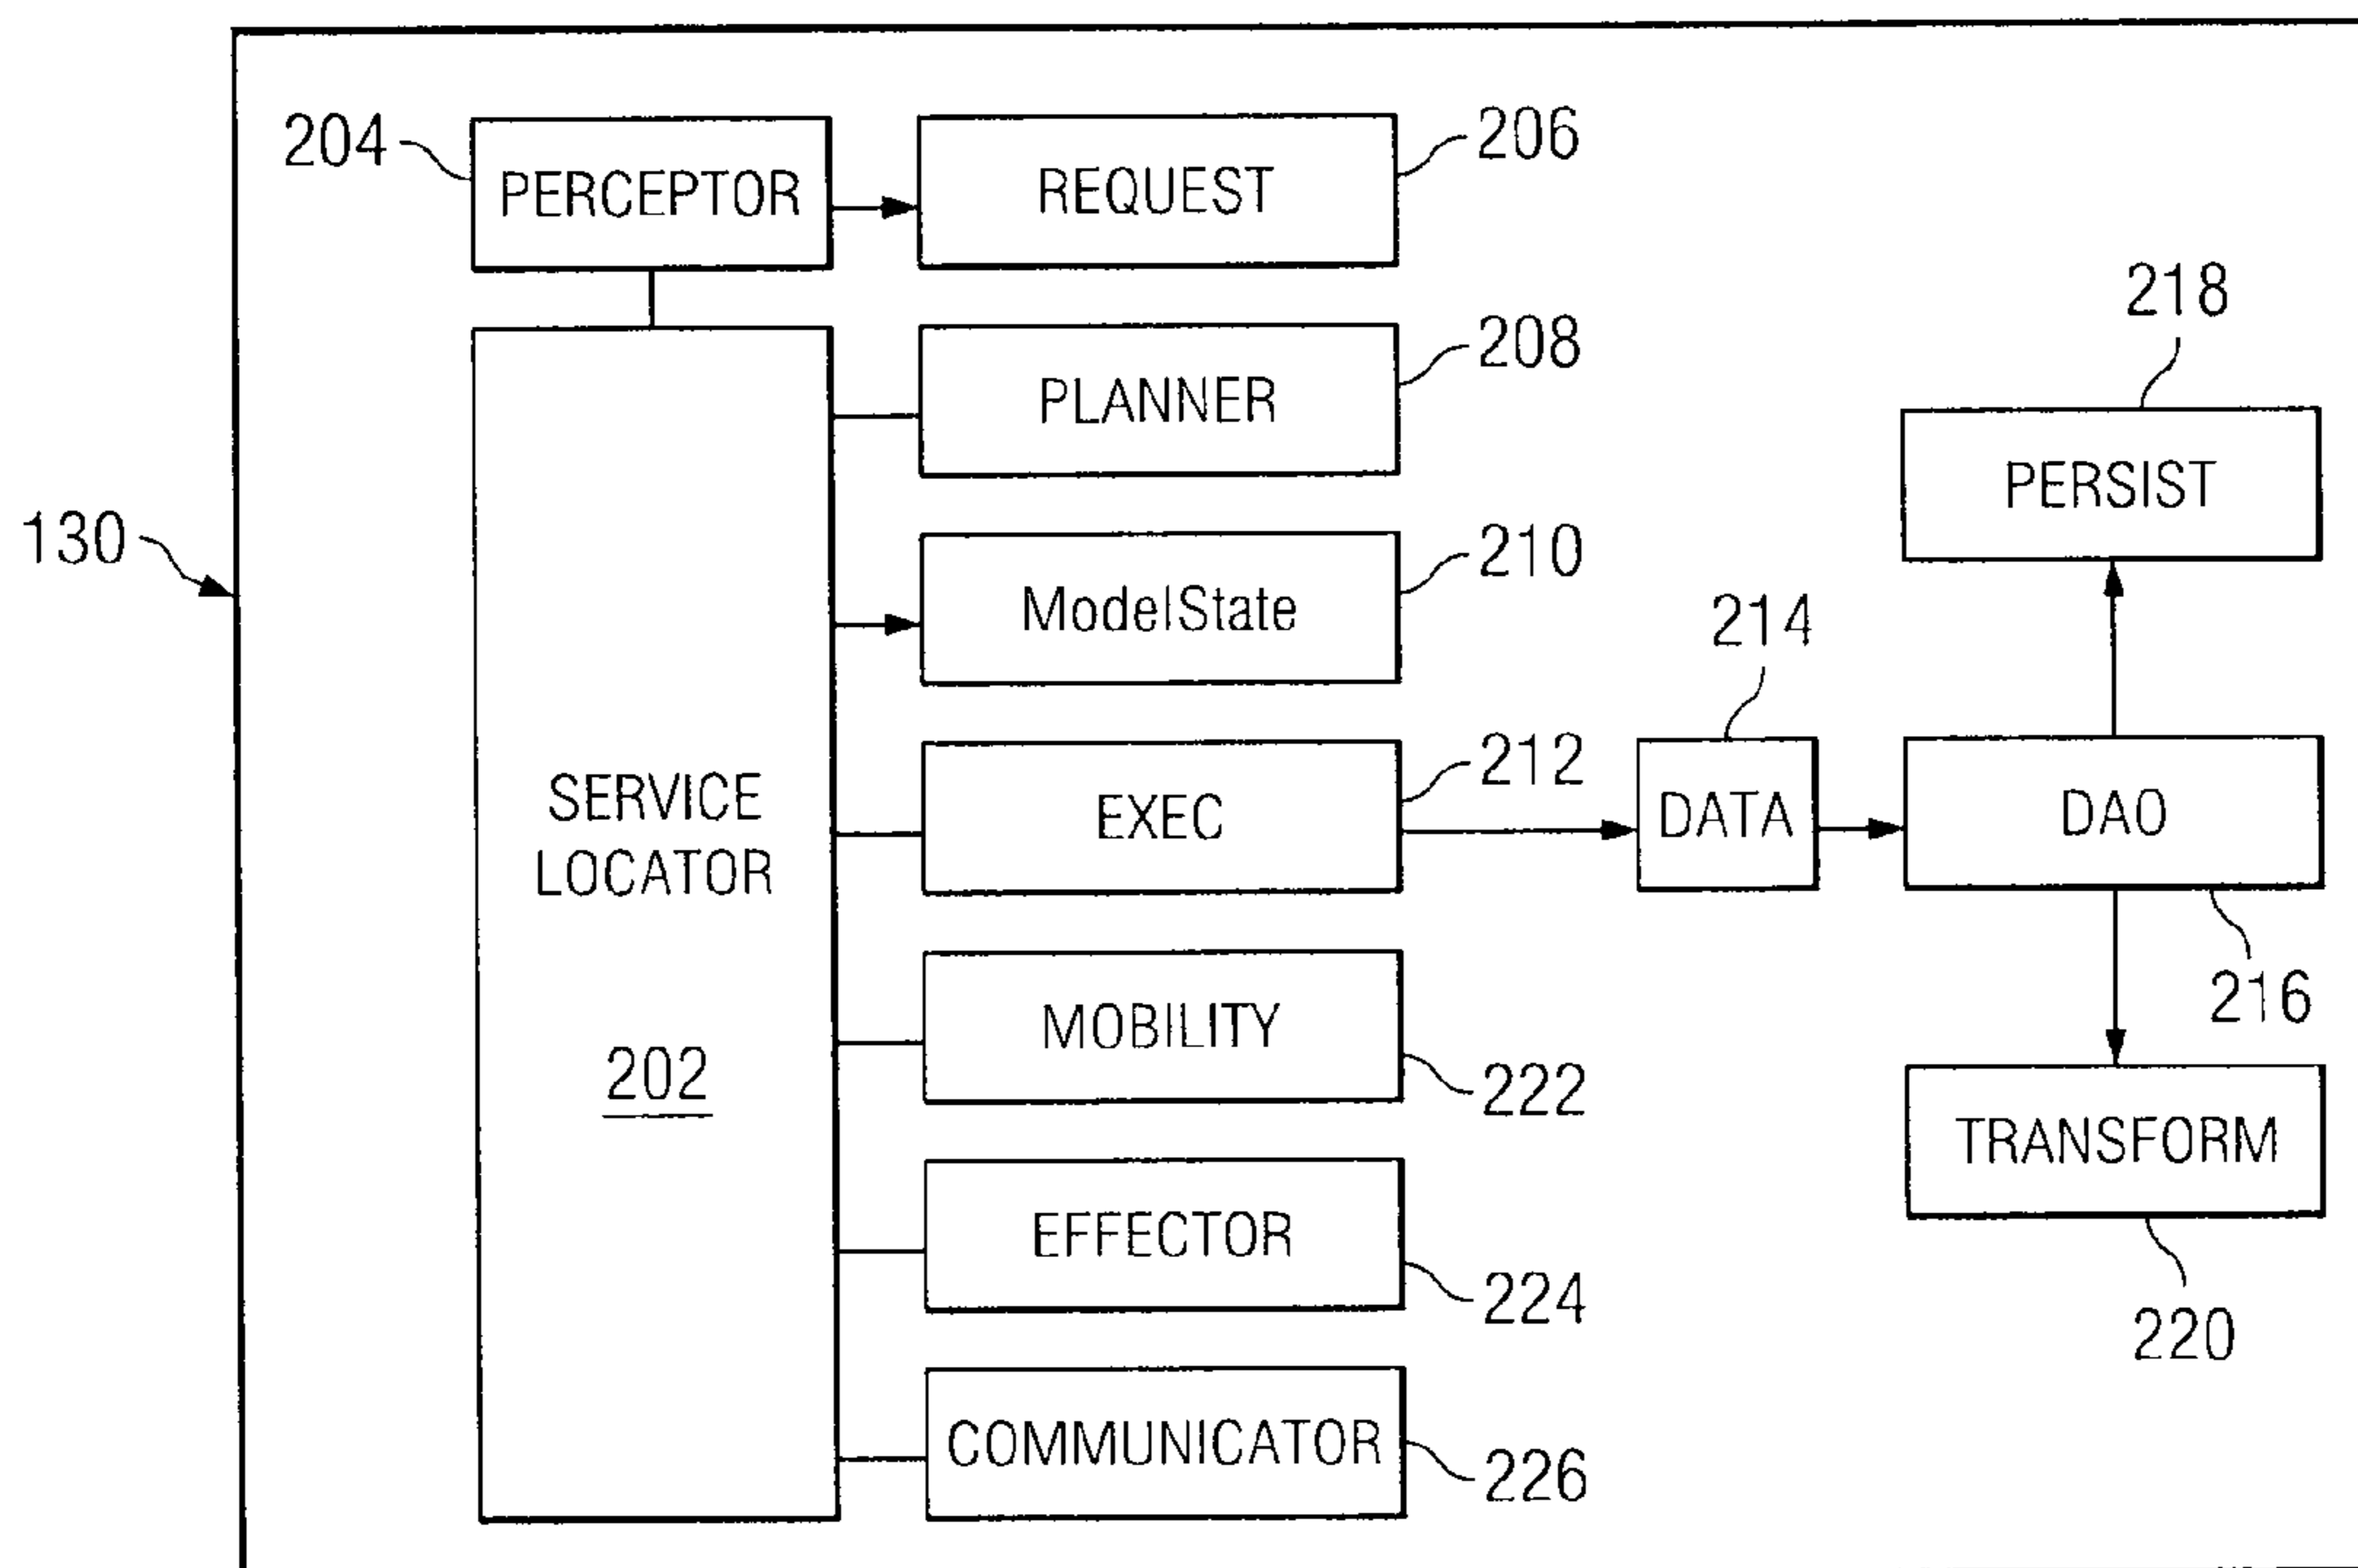 204
PERCEPTOR
REQUEST
206
PLANNER
208
218
PERSIST
130
ModelState
210
214
SERVICE
LOCATOR
202
EXEC
212
DATA
DAO
216
MOBILITY
222
TRANSFORM
220
EFFECTOR
224
COMMUNICATOR
226